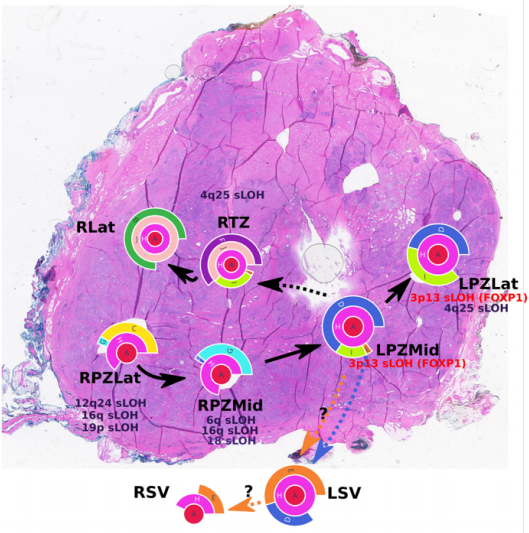 4q25 sLOH
RLat
RTZ
J
A
H
A
D
H
A
I
LPZLat
3p13 sLOH (FOXP1)
4q25 sLOH
C
H
A
G
A
D
H
A
I
LPZMid
3p13 sLOH (FOXP1)
RPZLat
12q24 sLOH
16q sLOH
19p sLOH
RPZMid
6q sLOH
16q sLOH
18 sLOH
?
RSV
H
E
A
?
E
H
A
D
LSV